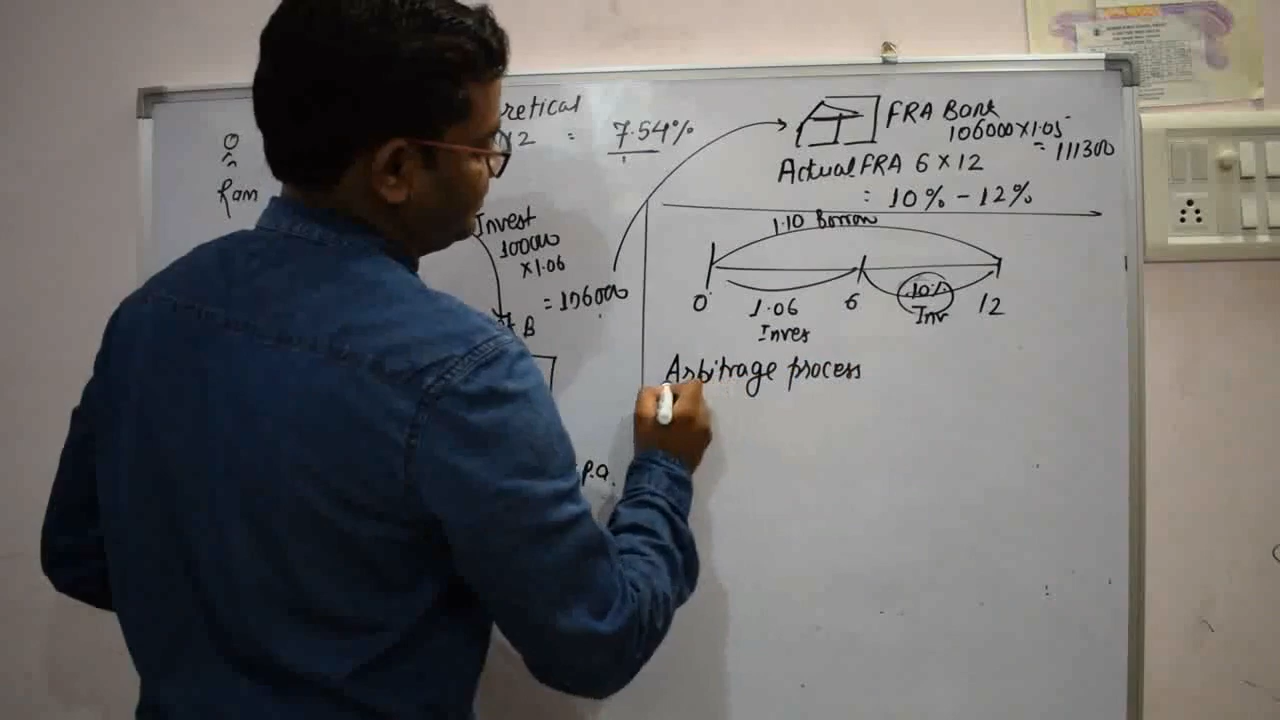 retical
12 = 7.54%
Ram
Invest
100000
×1.06
= 106000
B
P.a.
FRA Bank
106000×1.05
= 111300
Actual FRA 6×12
= 10% - 12%
1.10 Borrow
0 1.06 6 10% 12
Inves Inv
Arbitrage process